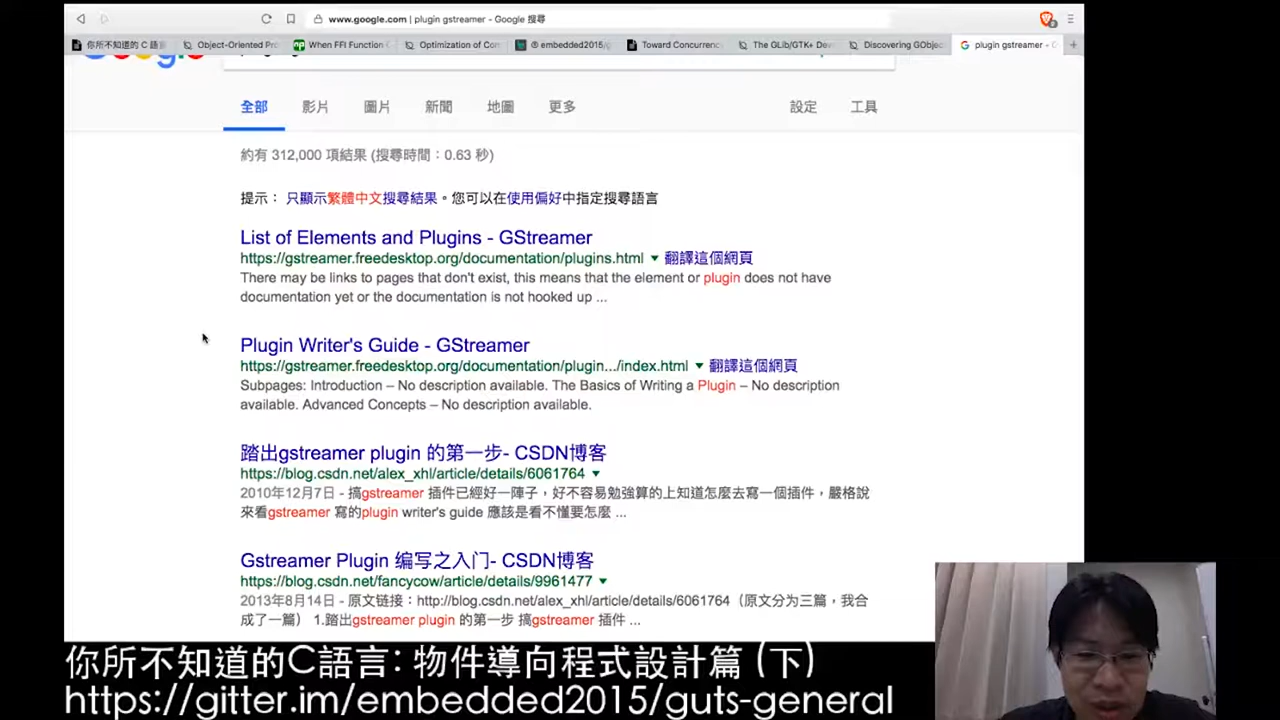 www.google.com | plugin gstreamer - Google 搜尋
你所不知道的 C 語
Object-Oriented Pro
When FFI Function
Optimization of Com
embedded2015/g
Toward Concurrenc
The GLib/GTK+ Dev
Discovering GObjec
plugin gstreamer -
全部 影片 圖片 新聞 地圖 更多 設定 工具
約有 312,000 項結果 (搜尋時間：0.63 秒)
提示： 只顯示繁體中文搜尋結果。您可以在使用偏好中指定搜尋語言
List of Elements and Plugins - GStreamer
https://gstreamer.freedesktop.org/documentation/plugins.html ▼ 翻譯這個網頁
There may be links to pages that don't exist, this means that the element or plugin does not have
documentation yet or the documentation is not hooked up ...
Plugin Writer's Guide - GStreamer
https://gstreamer.freedesktop.org/documentation/plugin.../index.html ▼ 翻譯這個網頁
Subpages: Introduction – No description available. The Basics of Writing a Plugin – No description
available. Advanced Concepts – No description available.
踏出gstreamer plugin 的第一步- CSDN博客
https://blog.csdn.net/alex_xhl/article/details/6061764 ▼
2010年12月7日 - 搞gstreamer 插件已經好一陣子，好不容易勉強算的上知道怎麼去寫一個插件，嚴格說
來看gstreamer 寫的plugin writer's guide 應該是看不懂要怎麼 ...
Gstreamer Plugin 编写之入门- CSDN博客
https://blog.csdn.net/fancycow/article/details/9961477 ▼
2013年8月14日 - 原文链接：http://blog.csdn.net/alex_xhl/article/details/6061764（原文分为三篇，我合
成了一篇） 1.踏出gstreamer plugin 的第一步 搞gstreamer 插件 ...
你所不知道的C語言: 物件導向程式設計篇 (下)
https://gitter.im/embedded2015/guts-general